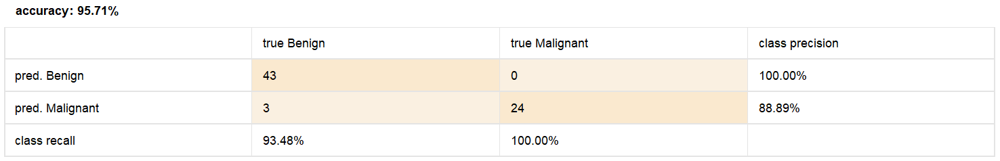 accuracy: 95.71%
true Benign true Malignant class precision
pred. Benign 43 0 100.00%
pred. Malignant 3 24 88.89%
class recall 93.48% 100.00%